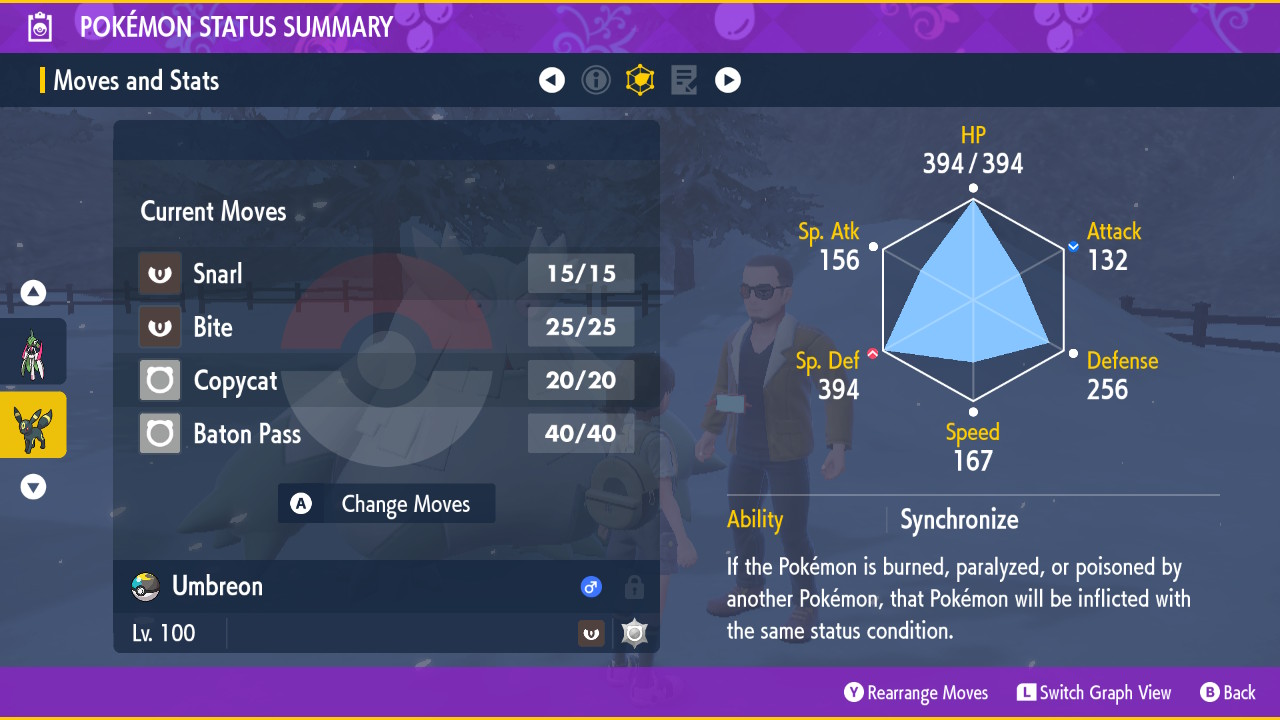 POKÉMON STATUS SUMMARY
Moves and Stats
Current Moves
Snarl 15/15
Bite 25/25
Copycat 20/20
Baton Pass 40/40
A Change Moves
Umbreon
Lv. 100
HP
394 / 394
Sp. Atk
156
Attack
132
Sp. Def
394
Defense
256
Speed
167
Ability Synchronize
If the Pokémon is burned, paralyzed, or poisoned by
another Pokémon, that Pokémon will be inflicted with
the same status condition.
Y Rearrange Moves L Switch Graph View B Back